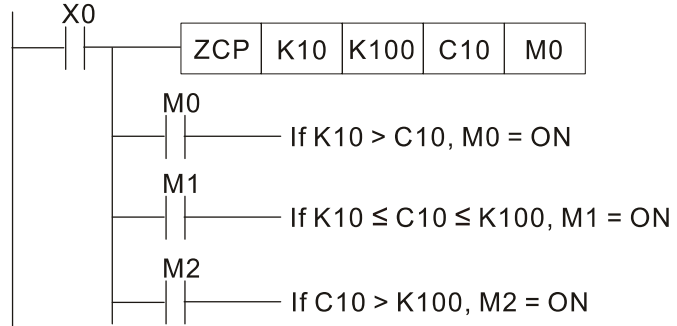 X0
ZCP K10 K100 C10 M0
M0
If K10 > C10, M0 = ON
M1
If K10 ≤ C10 ≤ K100, M1 = ON
M2
If C10 > K100, M2 = ON